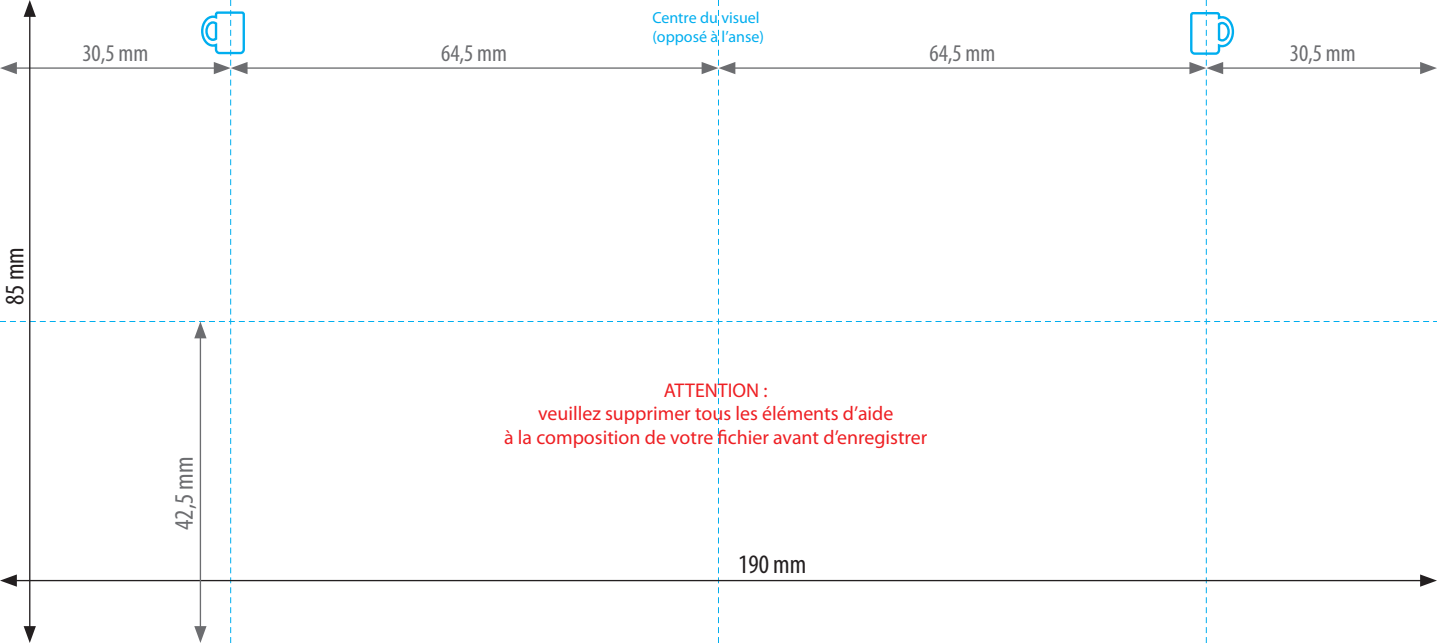 Centre du visuel
(opposé à l'anse)
30,5 mm
64,5 mm
64,5 mm
30,5 mm
85 mm
ATTENTION :
veuillez supprimer tous les éléments d'aide
à la composition de votre fichier avant d'enregistrer
42,5 mm
190 mm